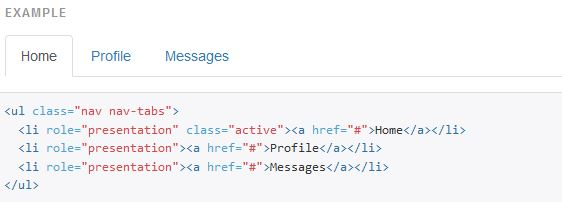 EXAMPLE
Home Profile Messages
<ul class="nav nav-tabs">
  <li role="presentation" class="active"><a href="#">Home</a></li>
  <li role="presentation"><a href="#">Profile</a></li>
  <li role="presentation"><a href="#">Messages</a></li>
</ul>